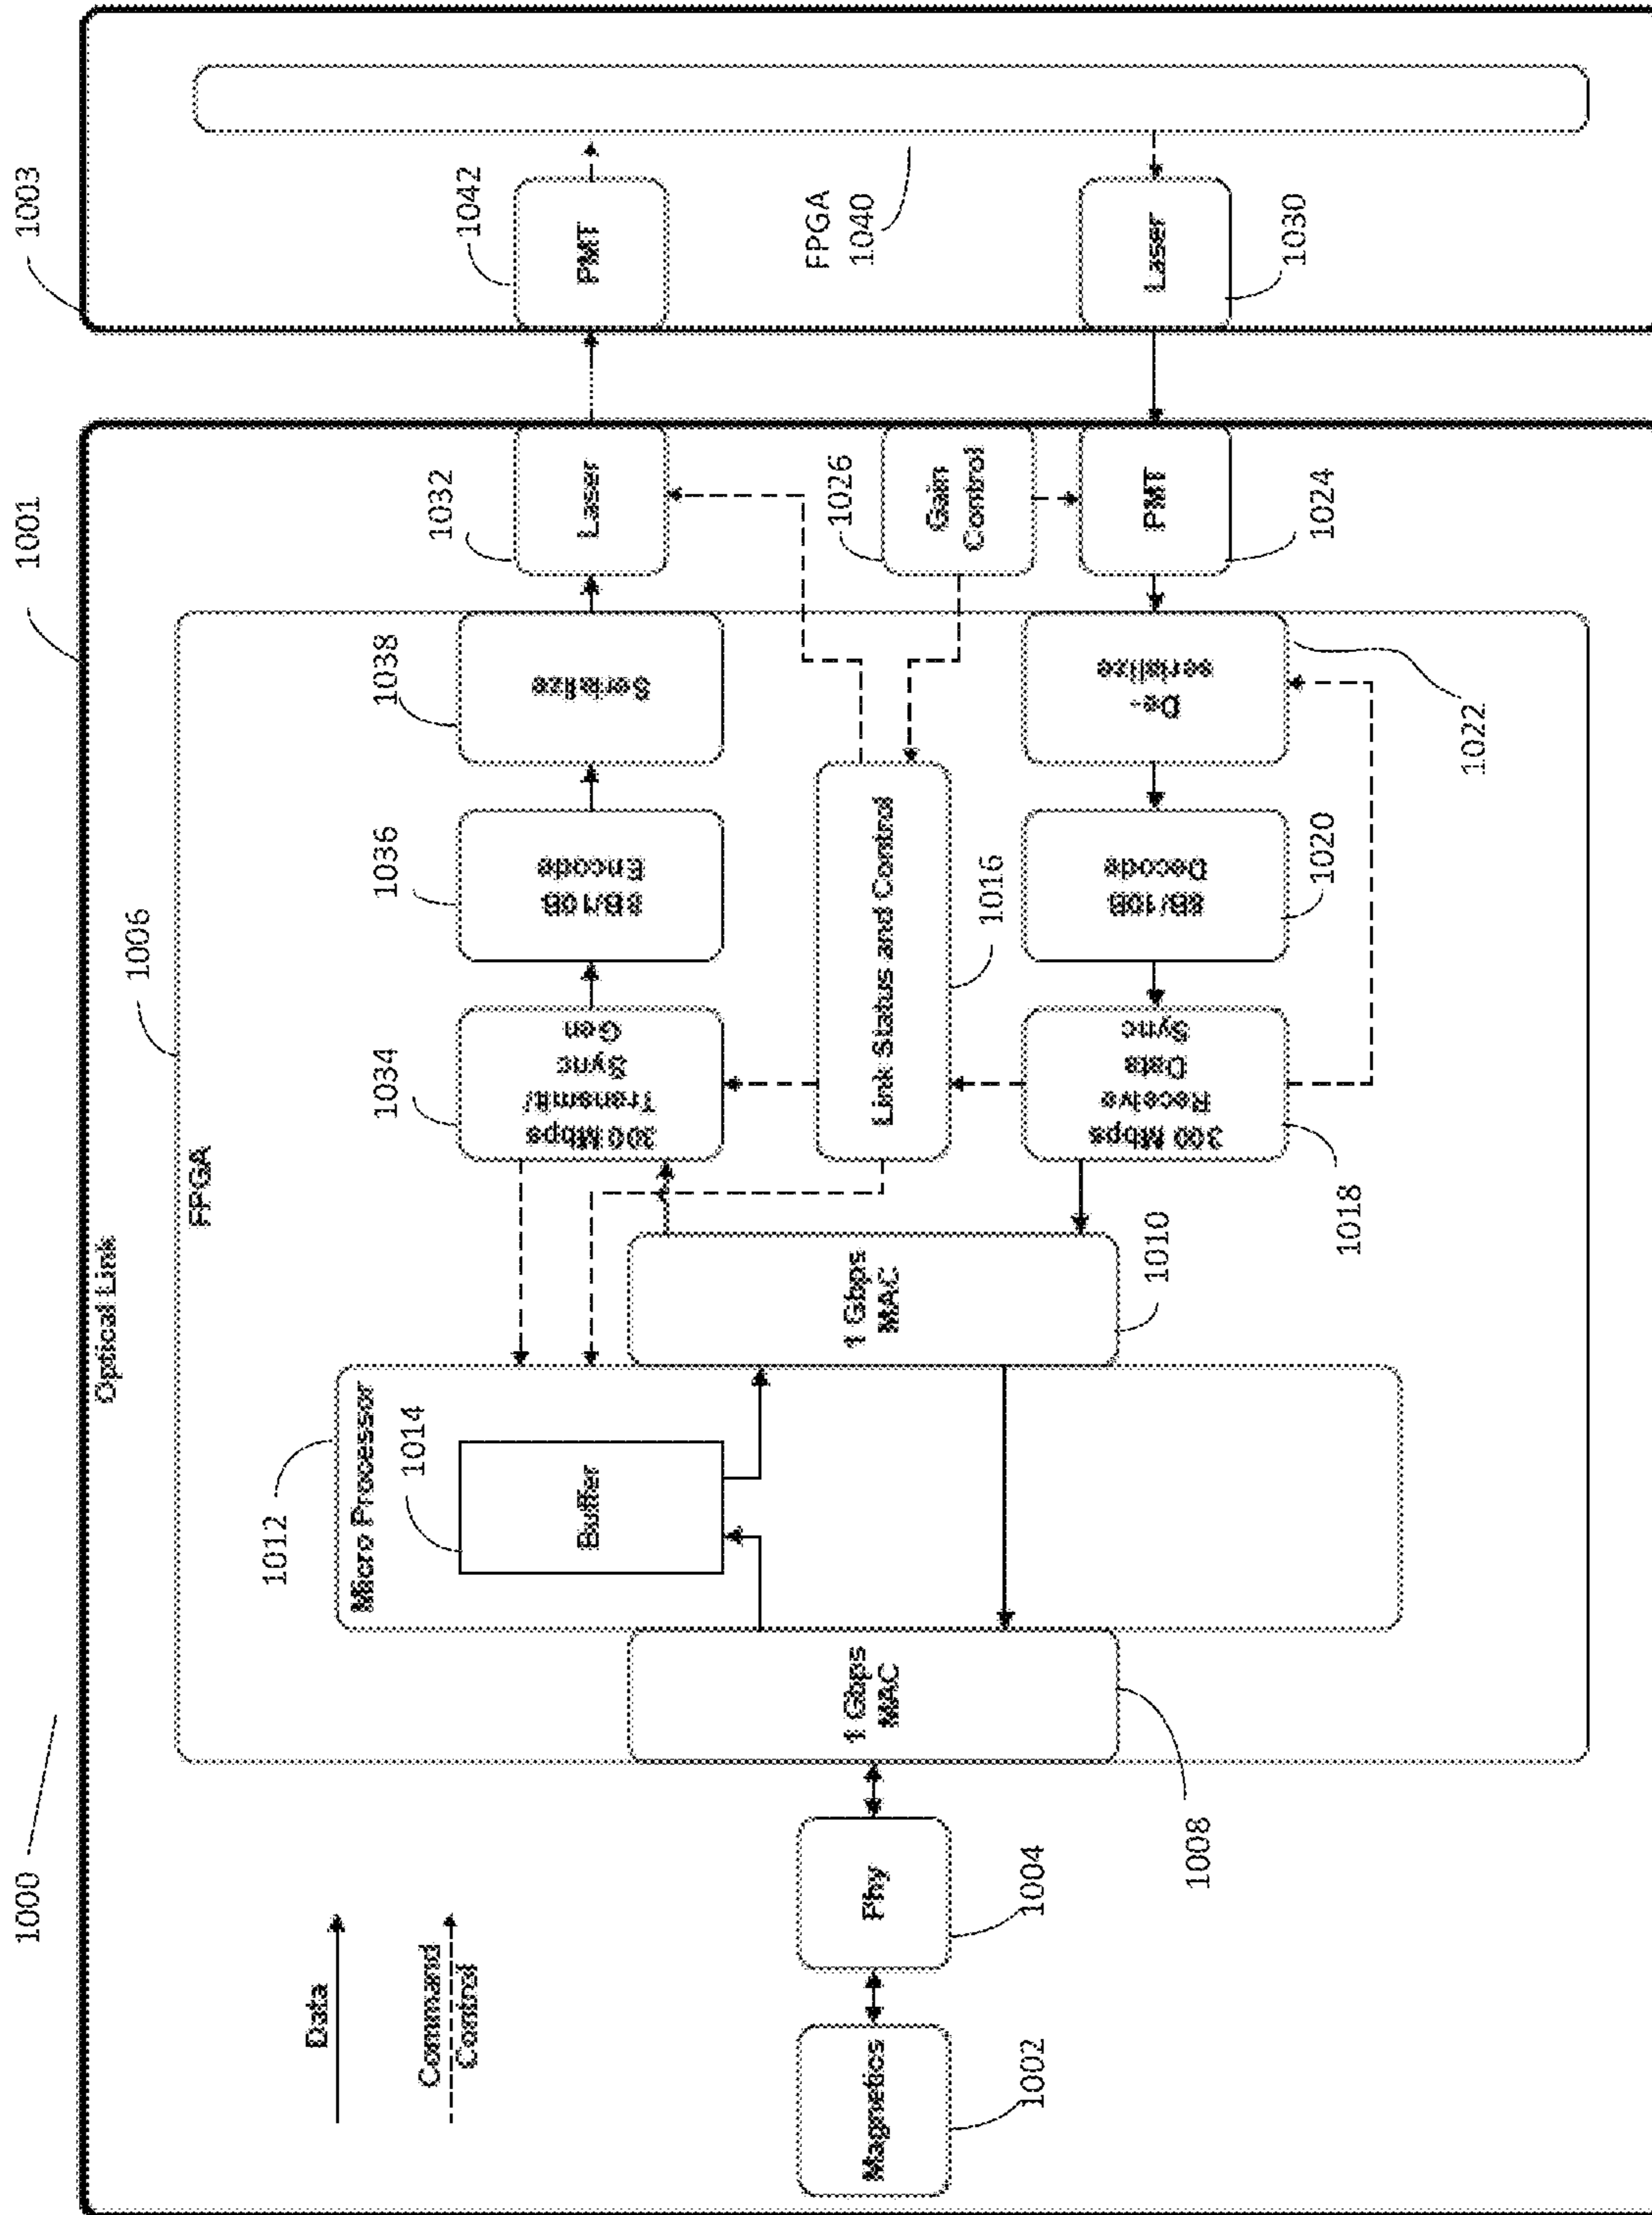 1000
1001
1003
Optical Link
FPGA
1006
Data
Command
Control
Micro Processor
1012
1014
Buffer
1034
300 Mbps
Transmit/
Sync
Gen
1036
8B/10B
Encode
1038
Serialize
1032
Laser
1042
PMT
Magnetics
1002
Phy
1004
1 Gbps
MAC
1008
1 Gbps
MAC
1010
Link Status and Control
1016
1026
Gain
Control
FPGA
1040
300 Mbps
Receive
Data
Sync
1018
8B/10B
Decode
1020
De-
serialize
1022
PMT
1024
Laser
1030